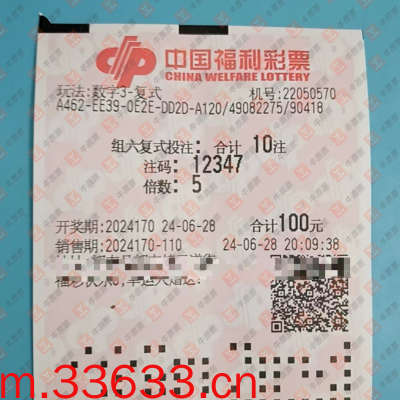 中国福利彩票
CHINA WELFARE LOTTERY
玩法:数字3-复式 机号:22050570
A462-EE39-0E2E-DD2D-A120/49082275/90418
组六复式投注: 合计 10注
注码: 12347
倍数: 5
开奖期:2024170 24-06-28 合计100元
销售期:2024170-110 24-06-28 20:09:38
m.33633.cn